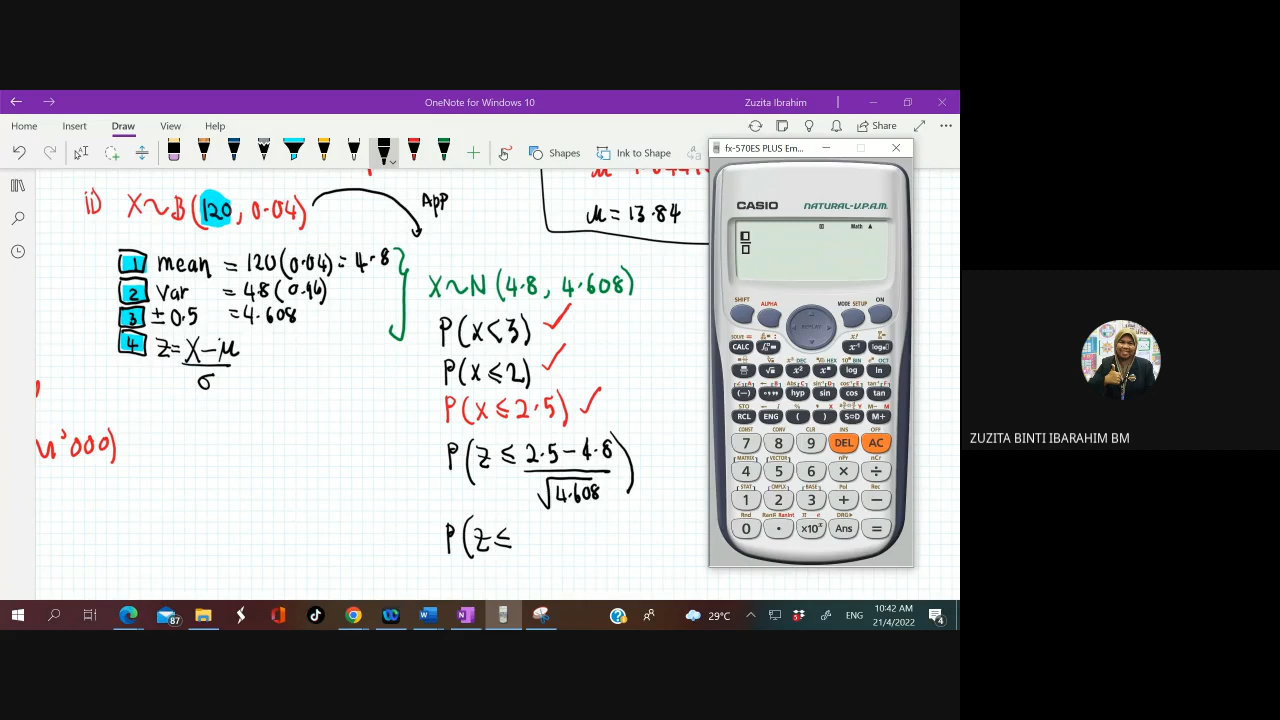 OneNote for Windows 10
Zuzita Ibrahim
Home Insert Draw View Help
Share
Shapes
Ink to Shape
ii) X~B(120, 0.04)
App
1 mean = 120(0.04) = 4.8
2 Var = 4.8(0.96)
3 ±0.5 = 4.608
4 Z = X-μ
σ
μ = 13.84
X~N(4.8, 4.608)
P(X≤3) ✓
P(X≤2) ✓
P(X≤2.5) ✓
P(Z ≤ 2.5-4.8
√4.608)
P(Z ≤
'000)
fx-570ES PLUS Em...
CASIO
NATURAL-V.P.A.M.
Math
SHIFT ALPHA REPLAY MODE SETUP ON
CALC
log ln
hyp sin cos tan
RCL ENG ( ) S⇔D M+
7 8 9 DEL AC
4 5 6 × ÷
1 2 3 + −
0 . ×10ˣ Ans =
ZUZITA BINTI IBARAHIM BM
87
29°C
ENG
10:42 AM
21/4/2022
4